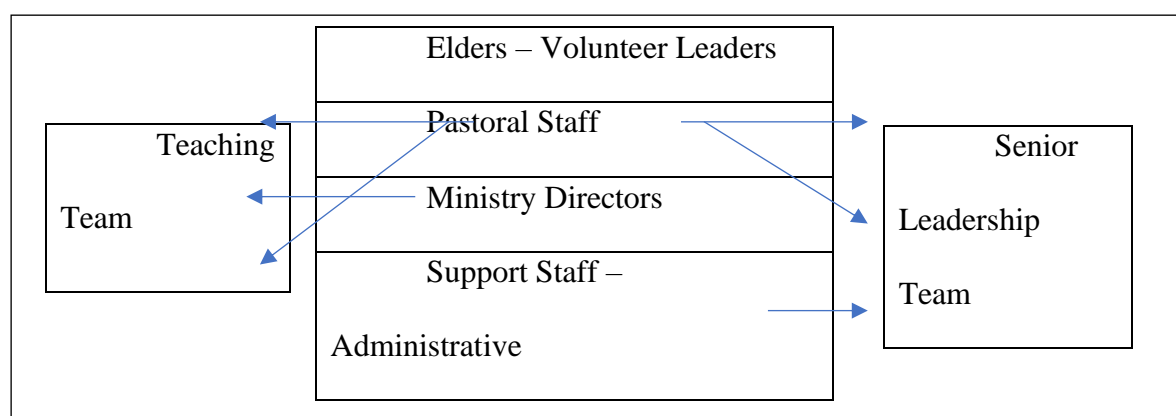 Elders – Volunteer Leaders
Pastoral Staff
Teaching
Team
Ministry Directors
Senior
Leadership
Team
Support Staff –
Administrative